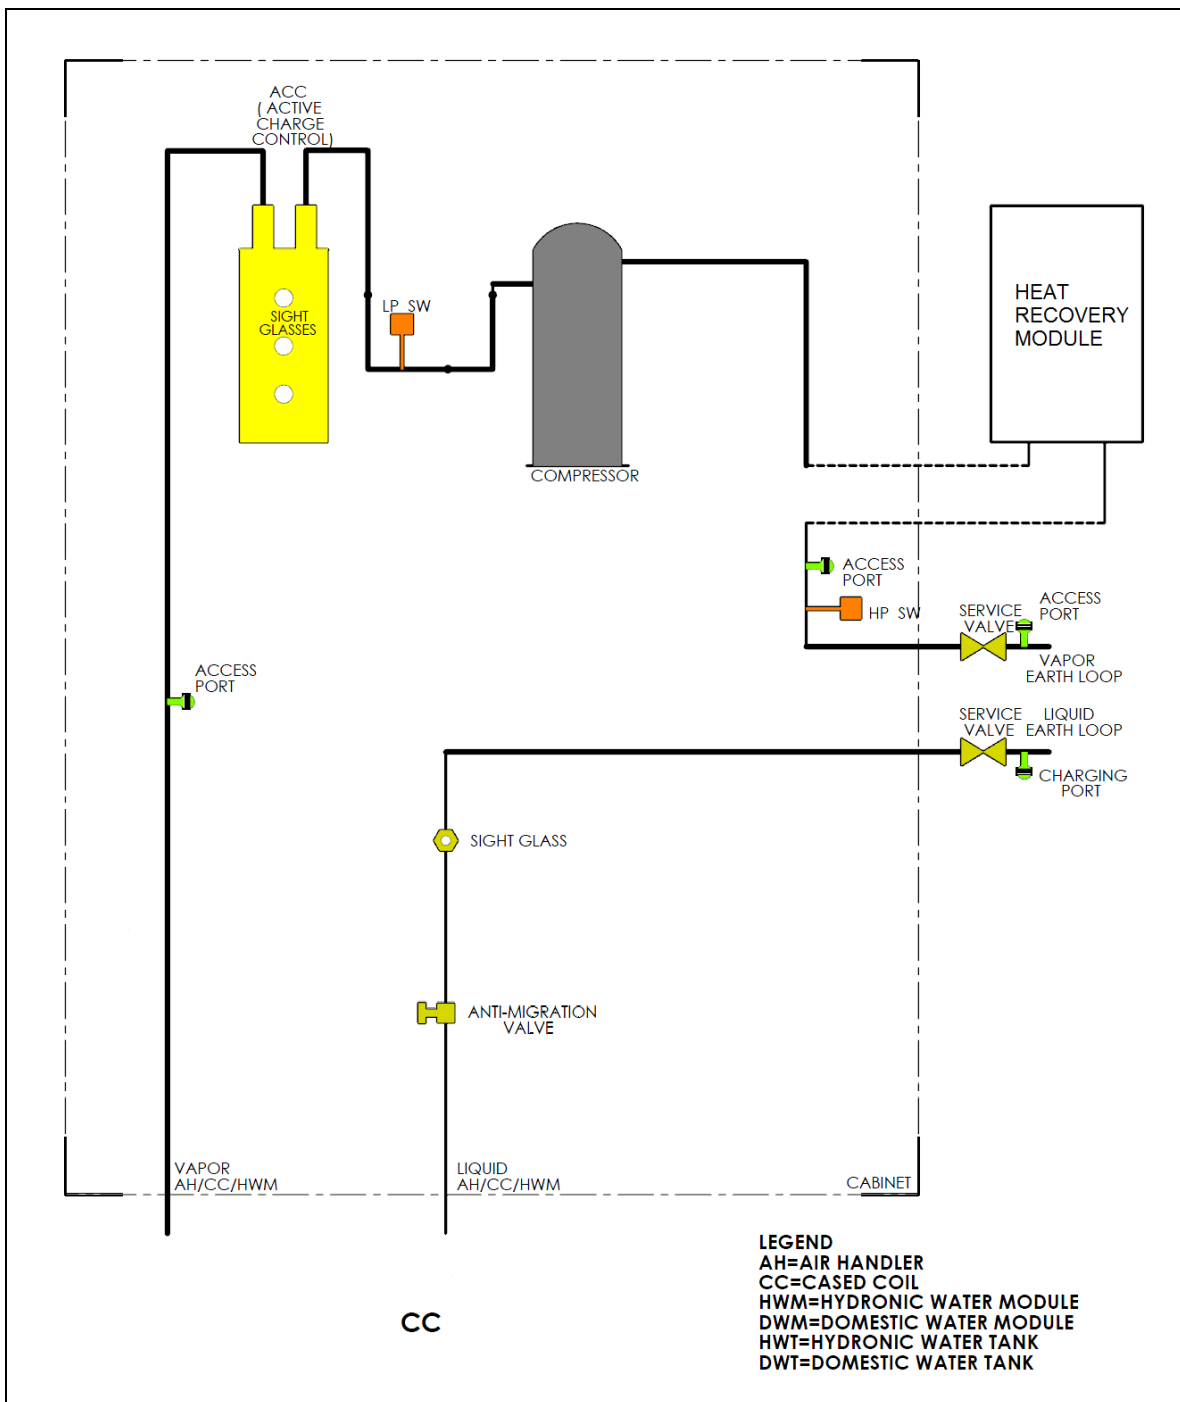 ACC
( ACTIVE
CHARGE
CONTROL)
SIGHT
GLASSES
LP  SW
COMPRESSOR
HEAT
RECOVERY
MODULE
ACCESS
PORT
HP  SW
SERVICE
VALVE
ACCESS
PORT
VAPOR
EARTH LOOP
ACCESS
PORT
SERVICE
VALVE
LIQUID
EARTH LOOP
CHARGING
PORT
SIGHT GLASS
ANTI-MIGRATION
VALVE
VAPOR
AH/CC/HWM
LIQUID
AH/CC/HWM
CABINET
CC
LEGEND
AH=AIR HANDLER
CC=CASED COIL
HWM=HYDRONIC WATER MODULE
DWM=DOMESTIC WATER MODULE
HWT=HYDRONIC WATER TANK
DWT=DOMESTIC WATER TANK